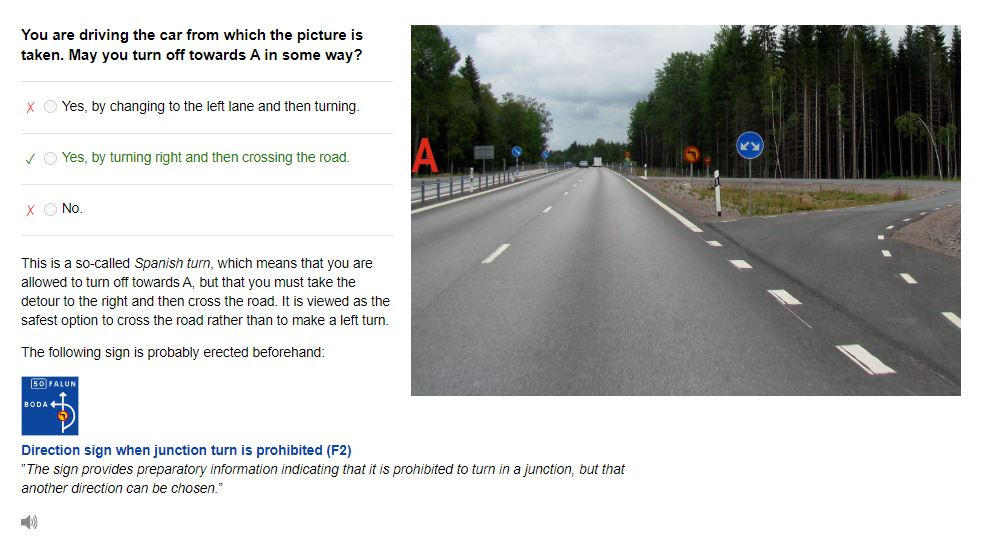 You are driving the car from which the picture is
taken. May you turn off towards A in some way?
Yes, by changing to the left lane and then turning.
Yes, by turning right and then crossing the road.
No.
This is a so-called Spanish turn, which means that you are
allowed to turn off towards A, but that you must take the
detour to the right and then cross the road. It is viewed as the
safest option to cross the road rather than to make a left turn.
The following sign is probably erected beforehand:
50 FALUN
BODA
Direction sign when junction turn is prohibited (F2)
"The sign provides preparatory information indicating that it is prohibited to turn in a junction, but that
another direction can be chosen."
A